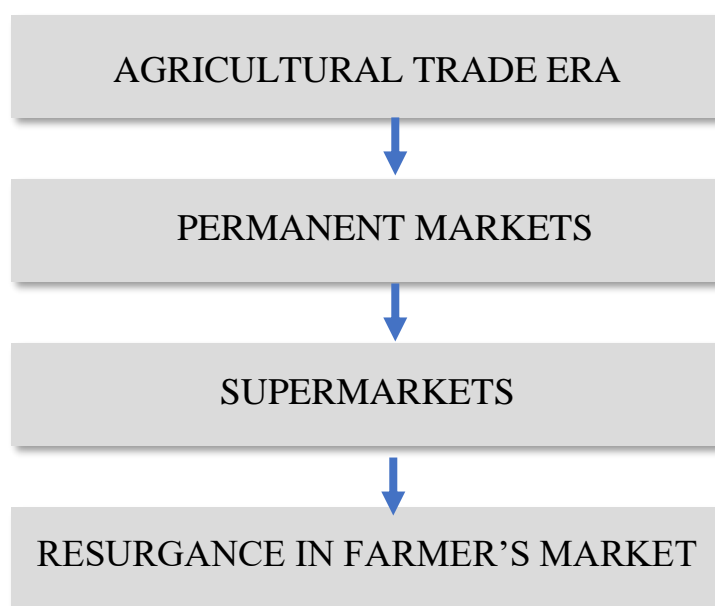 AGRICULTURAL TRADE ERA
PERMANENT MARKETS
SUPERMARKETS
RESURGANCE IN FARMER’S MARKET